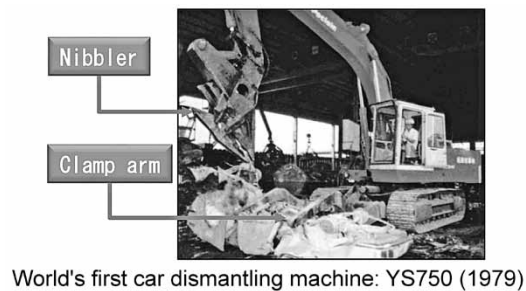 Nibbler
Clamp arm
World's first car dismantling machine: YS750 (1979)